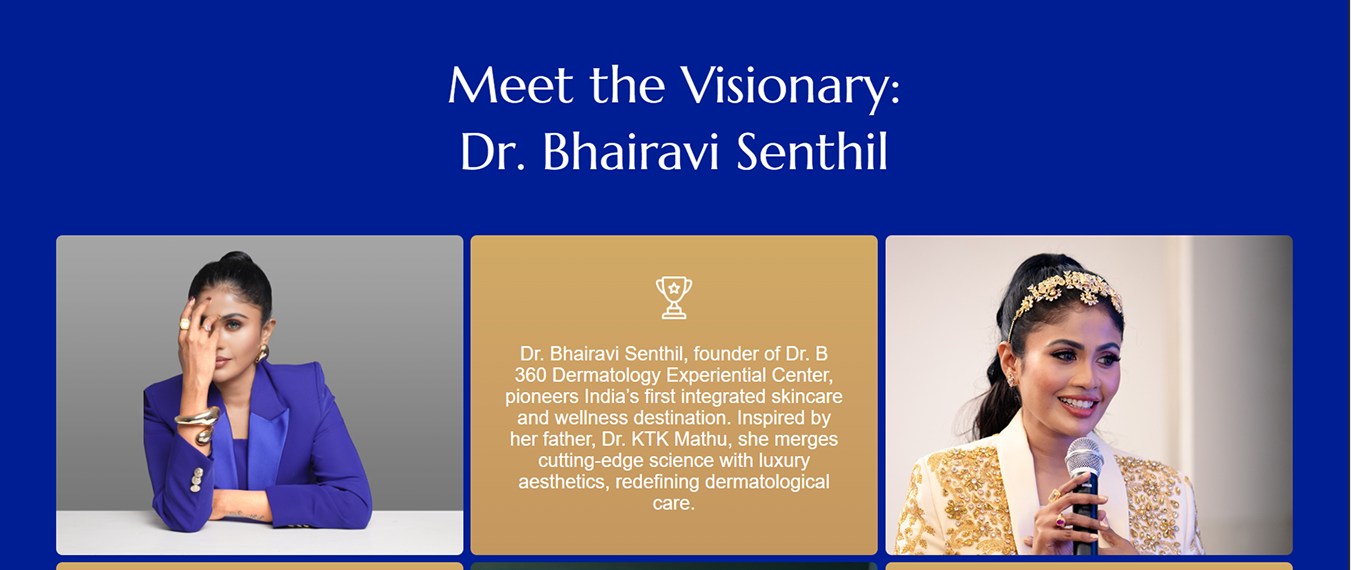 Meet the Visionary:
Dr. Bhairavi Senthil
Dr. Bhairavi Senthil, founder of Dr. B
360 Dermatology Experiential Center,
pioneers India’s first integrated skincare
and wellness destination. Inspired by
her father, Dr. KTK Mathu, she merges
cutting-edge science with luxury
aesthetics, redefining dermatological
care.